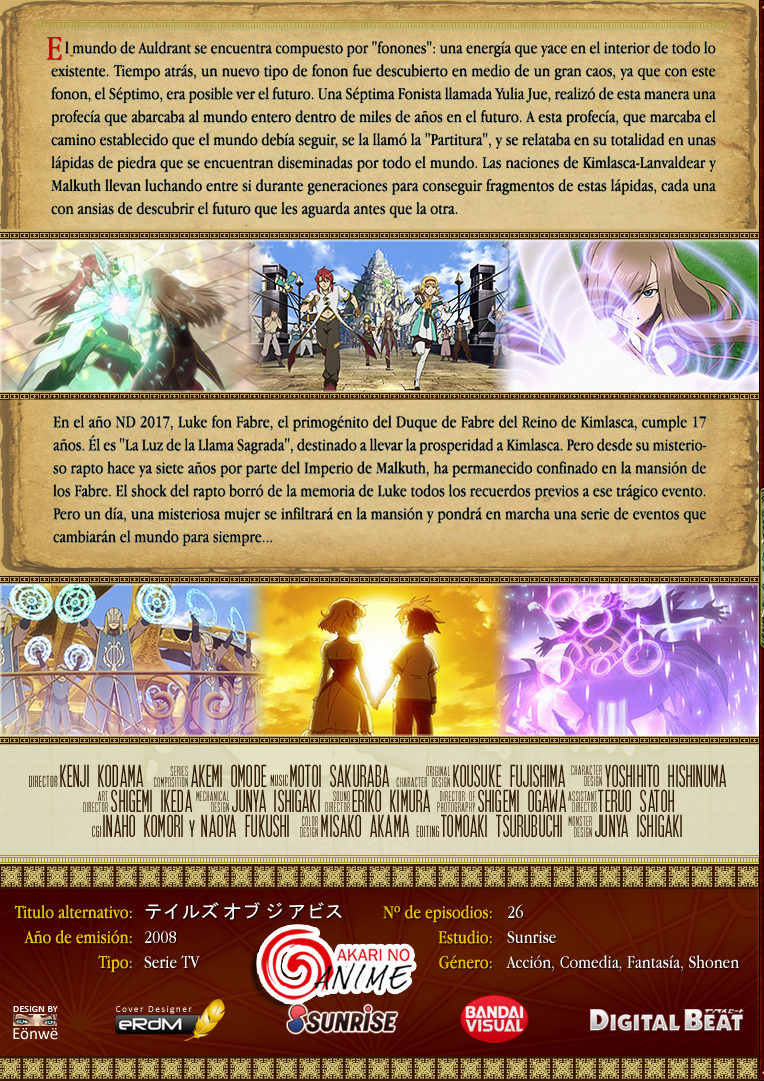 El mundo de Auldrant se encuentra compuesto por "fonones": una energía que yace en el interior de todo lo
existente. Tiempo atrás, un nuevo tipo de fonon fue descubierto en medio de un gran caos, ya que con este
fonon, el Séptimo, era posible ver el futuro. Una Séptima Fonista llamada Yulia Jue, realizó de esta manera una
profecía que abarcaba al mundo entero dentro de miles de años en el futuro. A esta profecía, que marcaba el
camino establecido que el mundo debía seguir, se la llamó la "Partitura", y se relataba en su totalidad en unas
lápidas de piedra que se encuentran diseminadas por todo el mundo. Las naciones de Kimlasca-Lanvaldear y
Malkuth llevan luchando entre si durante generaciones para conseguir fragmentos de estas lápidas, cada una
con ansias de descubrir el futuro que les aguarda antes que la otra.
En el año ND 2017, Luke fon Fabre, el primogénito del Duque de Fabre del Reino de Kimlasca, cumple 17
años. Él es "La Luz de la Llama Sagrada", destinado a llevar la prosperidad a Kimlasca. Pero desde su misterio-
so rapto hace ya siete años por parte del Imperio de Malkuth, ha permanecido confinado en la mansión de
los Fabre. El shock del rapto borró de la memoria de Luke todos los recuerdos previos a ese trágico evento.
Pero un día, una misteriosa mujer se infiltrará en la mansión y pondrá en marcha una serie de eventos que
cambiarán el mundo para siempre...
DIRECTOR KENJI KODAMA SERIES COMPOSITION AKEMI OMODE MUSIC MOTOI SAKURABA ORIGINAL CHARACTER DESIGN KOUSUKE FUJISHIMA CHARACTER DESIGN YOSHIHITO HISHINUMA
ART DIRECTOR SHIGEMI IKEDA MECHANICAL DESIGN JUNYA ISHIGAKI SOUND DIRECTOR ERIKO KIMURA DIRECTOR OF PHOTOGRAPHY SHIGEMI OGAWA ASSISTANT DIRECTOR TERUO SATOH
CGI INAHO KOMORI Y NAOYA FUKUSHI COLOR DESIGN MISAKO AKAMA EDITING TOMOAKI TSURUBUCHI MONSTER DESIGN JUNYA ISHIGAKI
Titulo alternativo: テイルズ オブ ジ アビス Nº de episodios: 26
Año de emisión: 2008 Estudio: Sunrise
Tipo: Serie TV Género: Acción, Comedia, Fantasía, Shonen
AKARI NO
ANIME
DESIGN BY
Eönwë
Cover Designer
eRdM
SUNRISE
BANDAI
VISUAL
デジタルビート
DIGITAL BEAT